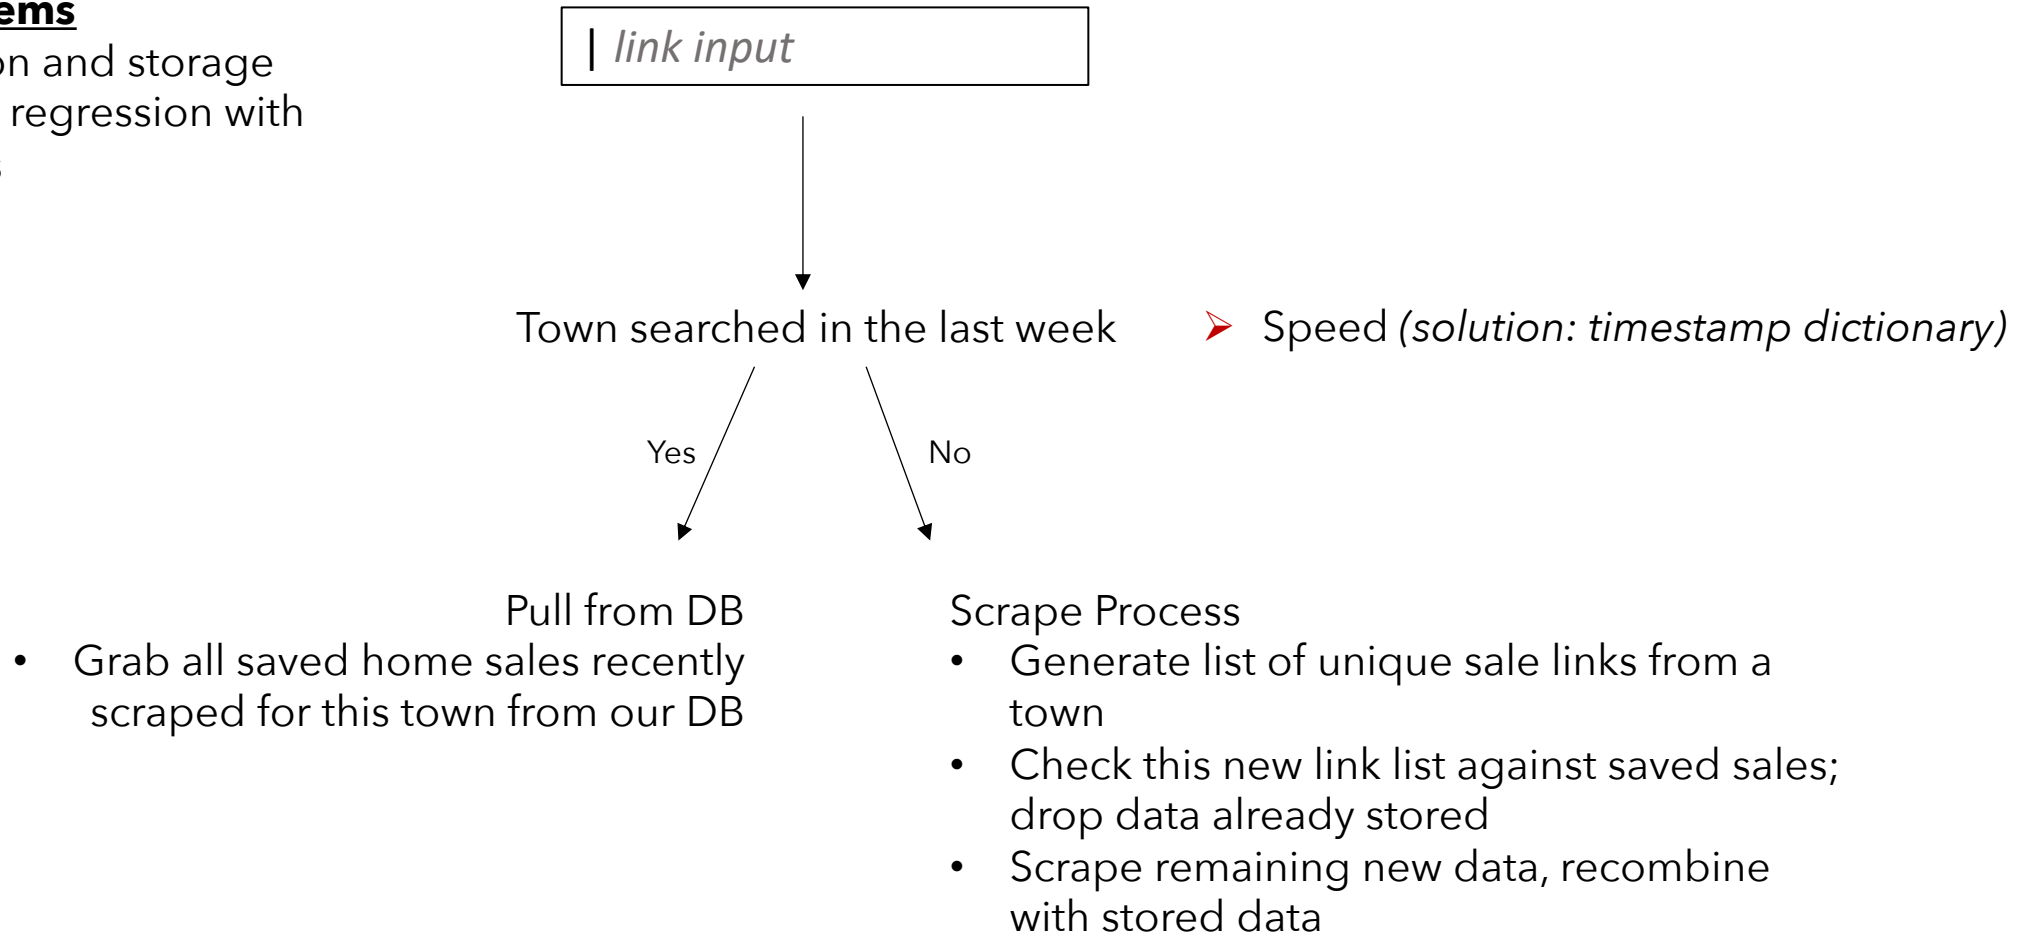 ems
on and storage
regression with
s
| link input
Town searched in the last week
➢ Speed (solution: timestamp dictionary)
Yes
No
Pull from DB
• Grab all saved home sales recently
scraped for this town from our DB
Scrape Process
• Generate list of unique sale links from a
town
• Check this new link list against saved sales;
drop data already stored
• Scrape remaining new data, recombine
with stored data